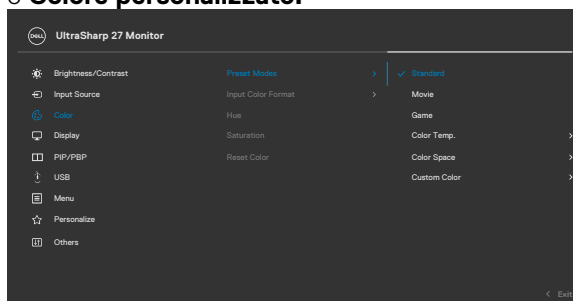 o Colore personalizzato.
DELL UltraSharp 27 Monitor
Brightness/Contrast Preset Modes Standard
Input Source Input Color Format Movie
Color Hue Game
Display Saturation Color Temp.
PIP/PBP Reset Color Color Space
USB Custom Color
Menu
Personalize
Others
Exit